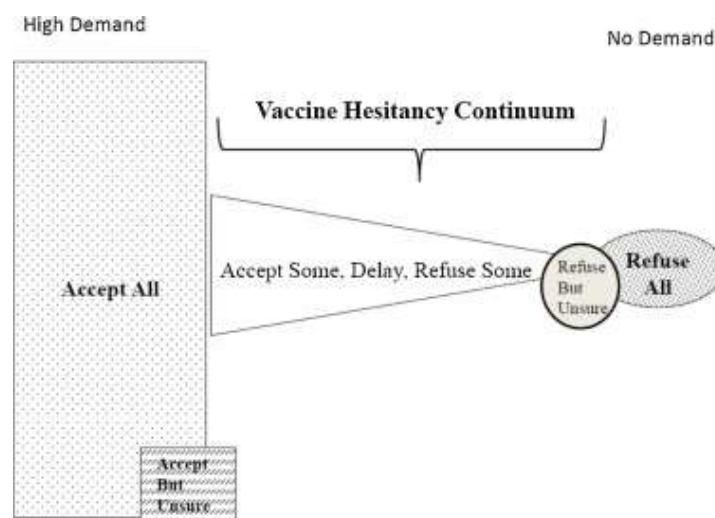 High Demand
No Demand
Vaccine Hesitancy Continuum
Accept All
Accept Some, Delay, Refuse Some
Refuse
But
Unsure
Refuse
All
Accept
But
Unsure